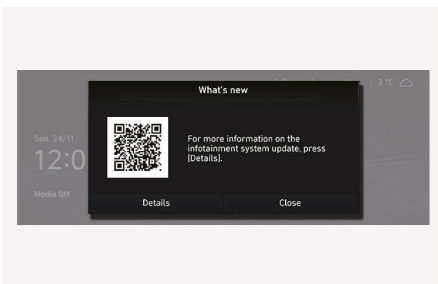 What's new
3 °C
For more information on the
infotainment system update, press
[Details].
Sun. 24/11
12:0
Media Off
Details
Close